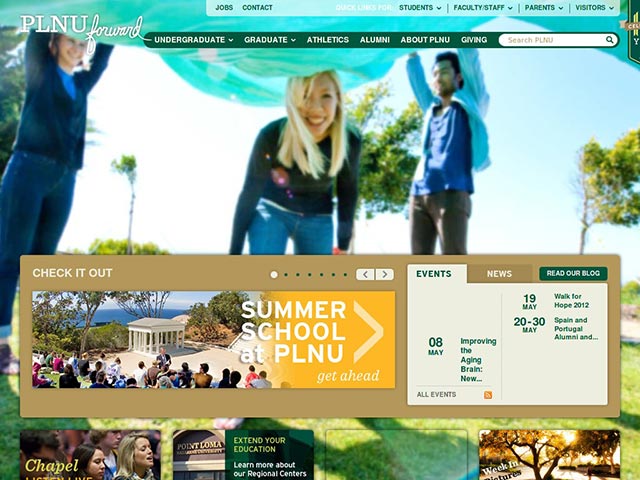 JOBS CONTACT QUICK LINKS FOR: STUDENTS FACULTY/STAFF PARENTS VISITORS
PLNU forward
UNDERGRADUATE GRADUATE ATHLETICS ALUMNI ABOUT PLNU GIVING Search PLNU
CHECK IT OUT
SUMMER
SCHOOL
at PLNU
get ahead
EVENTS NEWS READ OUR BLOG
08
MAY
Improving
the
Aging
Brain:
New...
19
MAY
Walk for
Hope 2012
20-30
MAY
Spain and
Portugal
Alumni and...
ALL EVENTS
Chapel
LISTEN LIVE
POINT LOMA
EXTEND YOUR
EDUCATION
Learn more about
our Regional Centers
Week In
Pictures